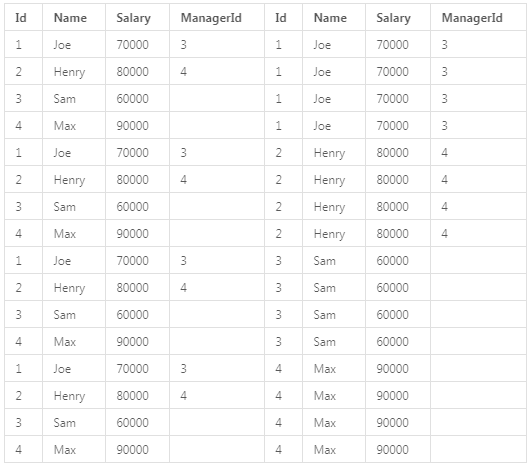 Id Name Salary ManagerId Id Name Salary ManagerId
1 Joe 70000 3 1 Joe 70000 3
2 Henry 80000 4 1 Joe 70000 3
3 Sam 60000 1 Joe 70000 3
4 Max 90000 1 Joe 70000 3
1 Joe 70000 3 2 Henry 80000 4
2 Henry 80000 4 2 Henry 80000 4
3 Sam 60000 2 Henry 80000 4
4 Max 90000 2 Henry 80000 4
1 Joe 70000 3 3 Sam 60000
2 Henry 80000 4 3 Sam 60000
3 Sam 60000 3 Sam 60000
4 Max 90000 3 Sam 60000
1 Joe 70000 3 4 Max 90000
2 Henry 80000 4 4 Max 90000
3 Sam 60000 4 Max 90000
4 Max 90000 4 Max 90000